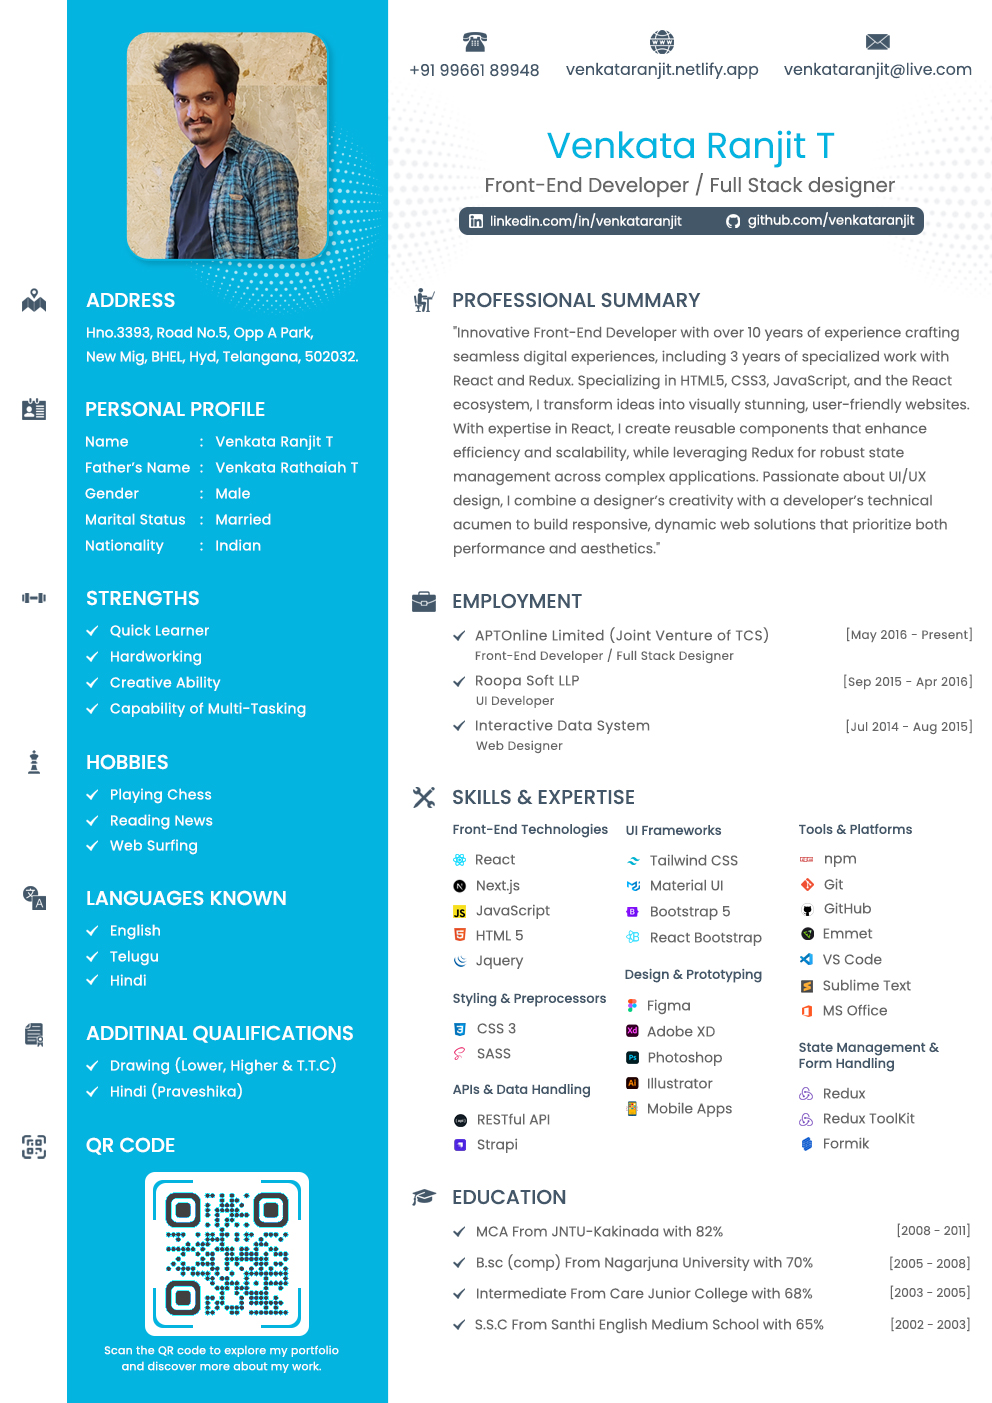 +91 99661 89948
venkataranjit.netlify.app
venkataranjit@live.com
Venkata Ranjit T
Front-End Developer / Full Stack designer
linkedin.com/in/venkataranjit
github.com/venkataranjit
ADDRESS
Hno.3393, Road No.5, Opp A Park,
New Mig, BHEL, Hyd, Telangana, 502032.
PERSONAL PROFILE
Name : Venkata Ranjit T
Father's Name : Venkata Rathaiah T
Gender : Male
Marital Status : Married
Nationality : Indian
STRENGTHS
Quick Learner
Hardworking
Creative Ability
Capability of Multi-Tasking
HOBBIES
Playing Chess
Reading News
Web Surfing
LANGUAGES KNOWN
English
Telugu
Hindi
ADDITINAL QUALIFICATIONS
Drawing (Lower, Higher & T.T.C)
Hindi (Praveshika)
QR CODE
Scan the QR code to explore my portfolio
and discover more about my work.
PROFESSIONAL SUMMARY
"Innovative Front-End Developer with over 10 years of experience crafting
seamless digital experiences, including 3 years of specialized work with
React and Redux. Specializing in HTML5, CSS3, JavaScript, and the React
ecosystem, I transform ideas into visually stunning, user-friendly websites.
With expertise in React, I create reusable components that enhance
efficiency and scalability, while leveraging Redux for robust state
management across complex applications. Passionate about UI/UX
design, I combine a designer's creativity with a developer's technical
acumen to build responsive, dynamic web solutions that prioritize both
performance and aesthetics."
EMPLOYMENT
APTOnline Limited (Joint Venture of TCS) [May 2016 - Present]
Front-End Developer / Full Stack Designer
Roopa Soft LLP [Sep 2015 - Apr 2016]
UI Developer
Interactive Data System [Jul 2014 - Aug 2015]
Web Designer
SKILLS & EXPERTISE
Front-End Technologies
React
Next.js
JavaScript
HTML 5
Jquery
Styling & Preprocessors
CSS 3
SASS
APIs & Data Handling
RESTful API
Strapi
UI Frameworks
Tailwind CSS
Material UI
Bootstrap 5
React Bootstrap
Design & Prototyping
Figma
Adobe XD
Photoshop
Illustrator
Mobile Apps
Tools & Platforms
npm
Git
GitHub
Emmet
VS Code
Sublime Text
MS Office
State Management &
Form Handling
Redux
Redux ToolKit
Formik
EDUCATION
MCA From JNTU-Kakinada with 82% [2008 - 2011]
B.sc (comp) From Nagarjuna University with 70% [2005 - 2008]
Intermediate From Care Junior College with 68% [2003 - 2005]
S.S.C From Santhi English Medium School with 65% [2002 - 2003]